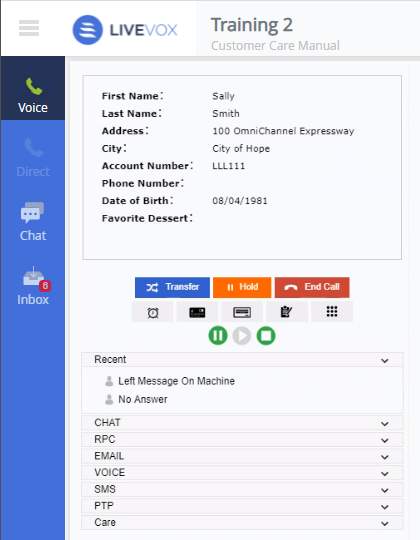 LIVEVOX
Training 2
Customer Care Manual
Voice
Direct
Chat
8
Inbox
First Name: Sally
Last Name: Smith
Address: 100 OmniChannel Expressway
City: City of Hope
Account Number: LLL111
Phone Number:
Date of Birth: 08/04/1981
Favorite Dessert:
Transfer Hold End Call
Recent
Left Message On Machine
No Answer
CHAT
RPC
EMAIL
VOICE
SMS
PTP
Care